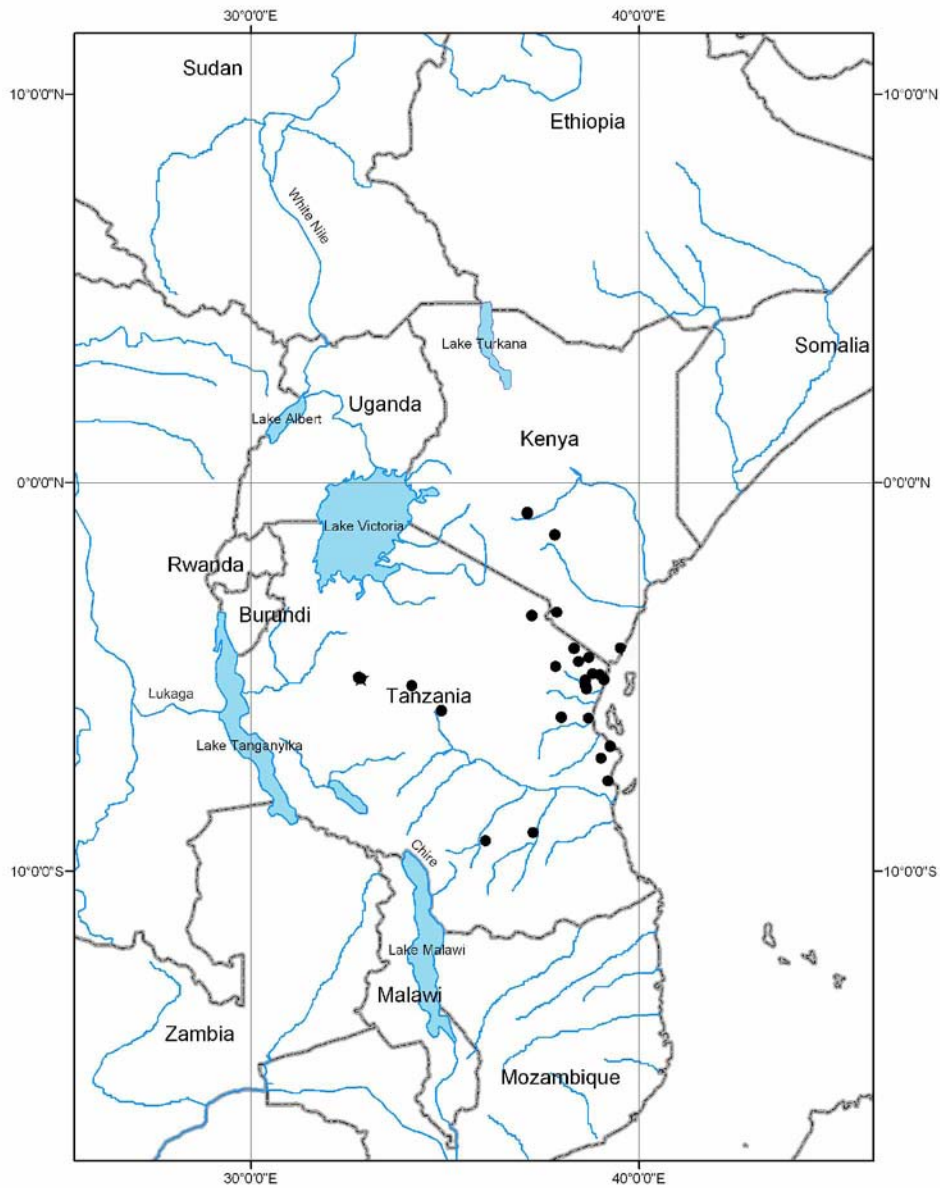 30°0'0"E 40°0'0"E
Sudan
10°0'0"N 10°0'0"N
Ethiopia
White Nile
Lake Turkana
Somalia
Uganda
Lake Albert
Kenya
0°0'0"N 0°0'0"N
Lake Victoria
Rwanda
Burundi
Lukaga
Tanzania
Lake Tanganyika
Chire
10°0'0"S 10°0'0"S
Lake Malawi
Malawi
Zambia
Mozambique
30°0'0"E 40°0'0"E